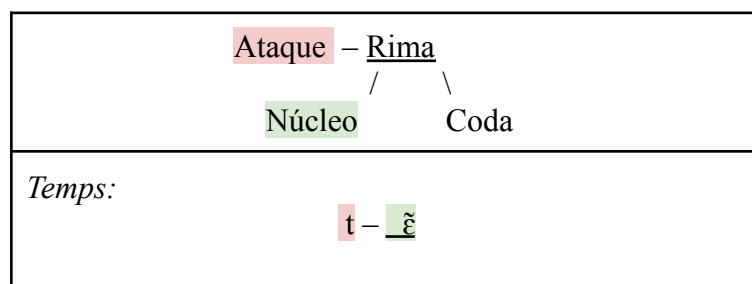 Ataque – Rima
/ \
Núcleo Coda
Temps:
t – ɛ̃